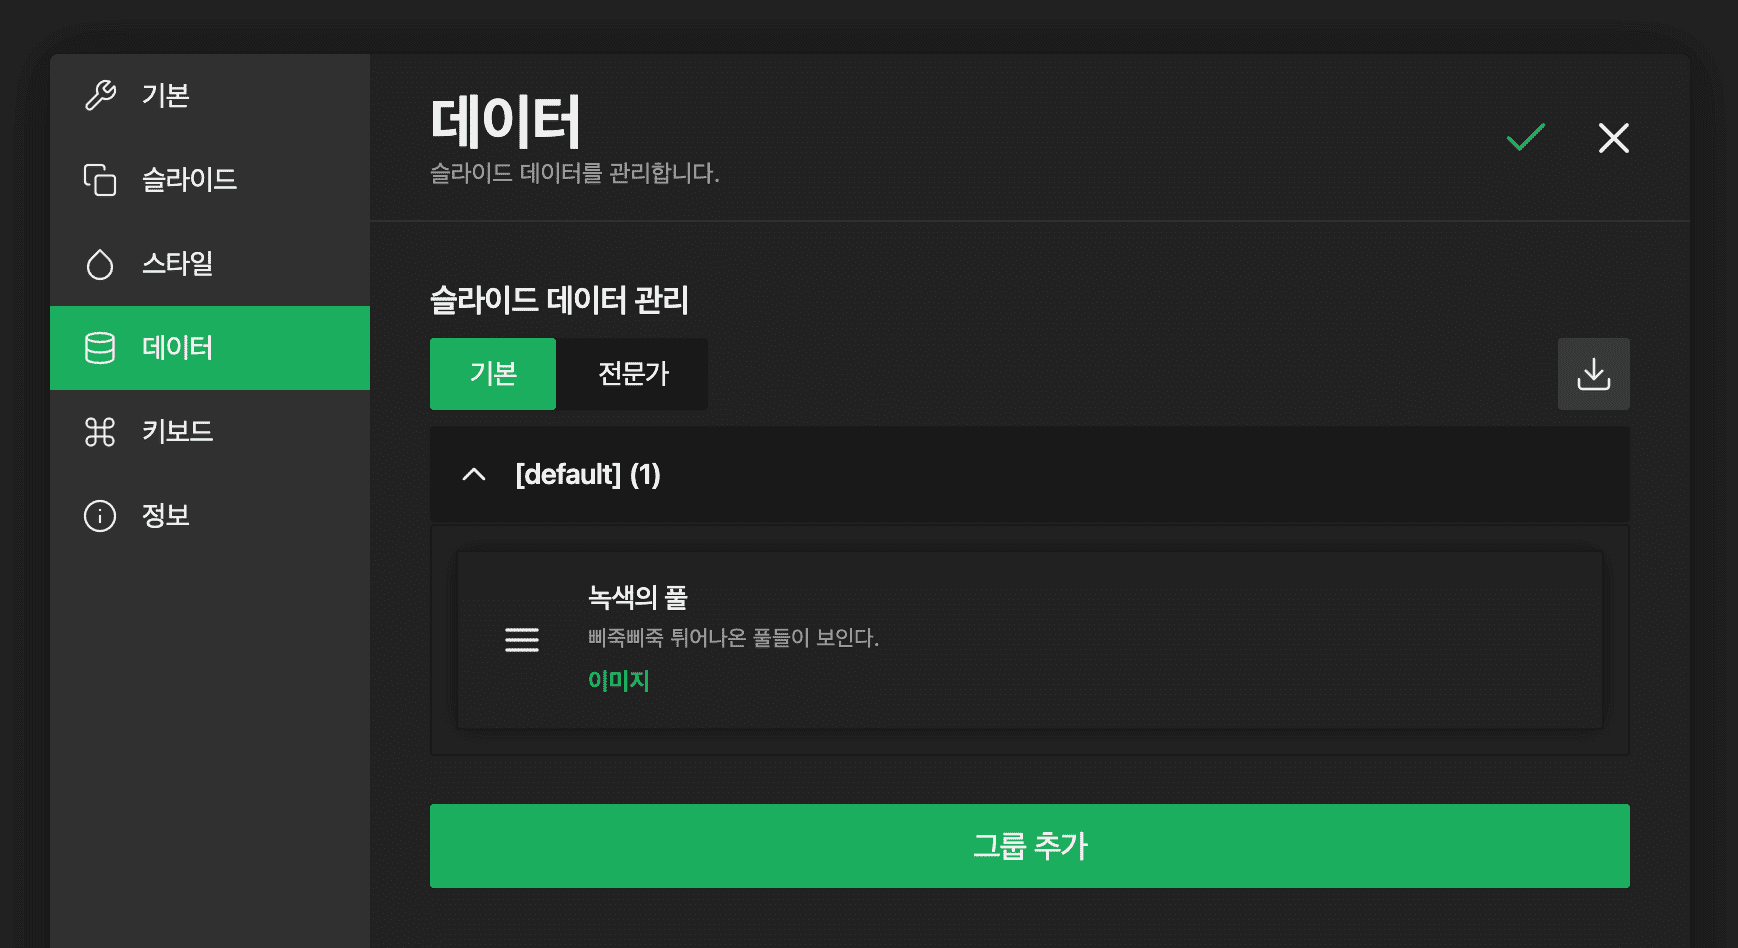 기본
슬라이드
스타일
데이터
키보드
정보
데이터
슬라이드 데이터를 관리합니다.
슬라이드 데이터 관리
기본
전문가
[default] (1)
녹색의 풀
삐죽삐죽 튀어나온 풀들이 보인다.
이미지
그룹 추가